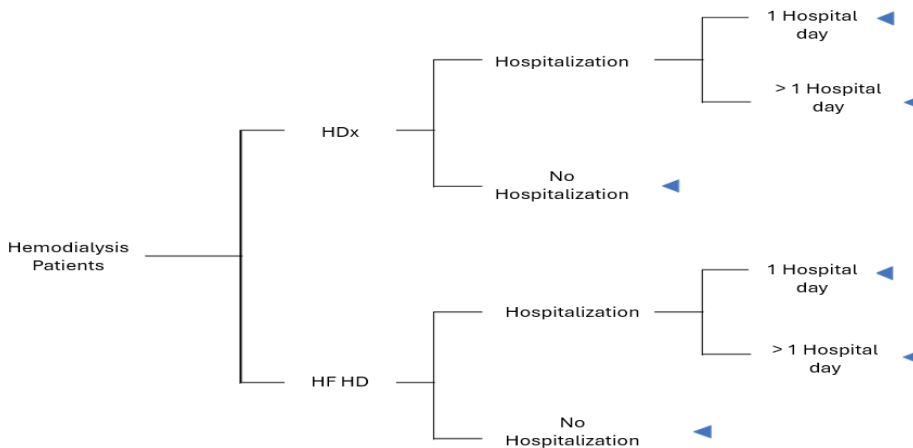 1 Hospital
day
Hospitalization
> 1 Hospital
day
HDx
No
Hospitalization
Hemodialysis
Patients
1 Hospital
day
Hospitalization
> 1 Hospital
day
HF HD
No
Hospitalization